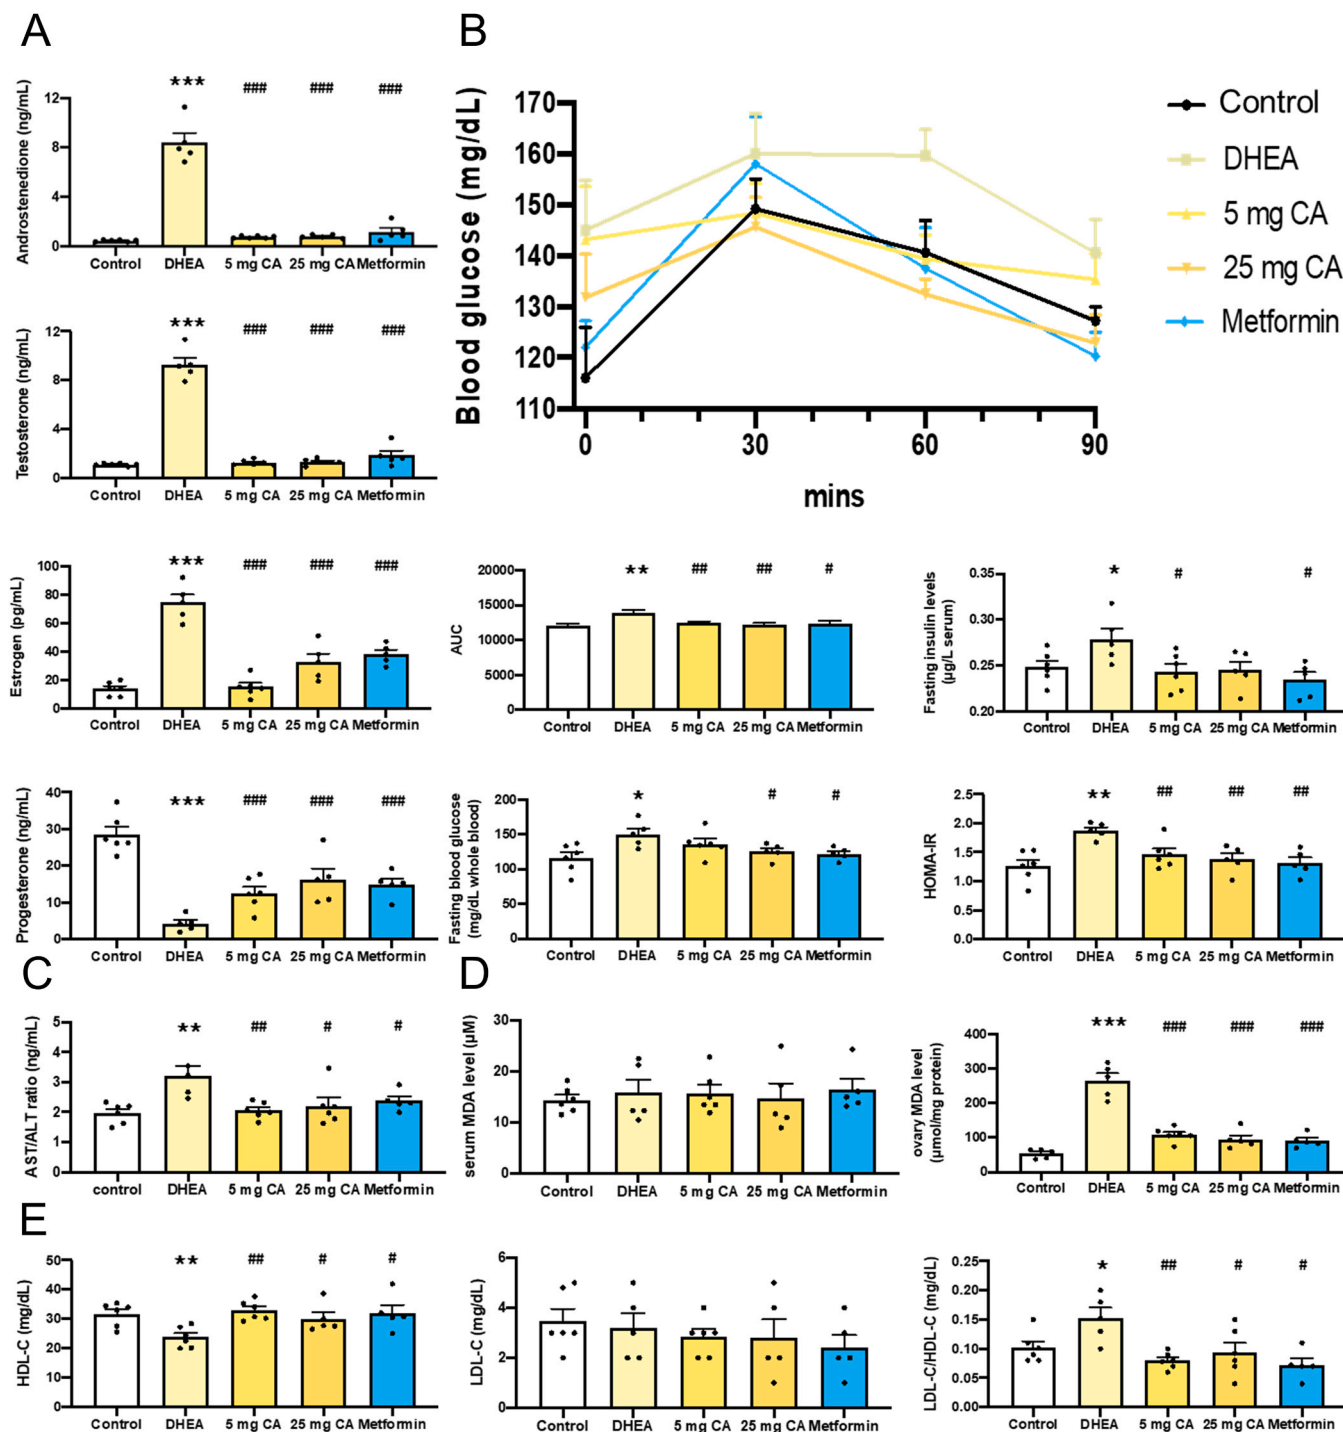 A
B
Androstenedione (ng/mL)
12
8
4
0
***
###
###
###
Control
DHEA
5 mg CA
25 mg CA
Metformin
Testosterone (ng/mL)
12
8
4
0
***
###
###
###
Control
DHEA
5 mg CA
25 mg CA
Metformin
Blood glucose (mg/dL)
170
160
150
140
130
120
110
0
30
60
90
mins
Control
DHEA
5 mg CA
25 mg CA
Metformin
Estrogen (pg/mL)
100
80
60
40
20
0
***
###
###
###
Control
DHEA
5 mg CA
25 mg CA
Metformin
AUC
20000
15000
10000
5000
0
**
##
##
#
Control
DHEA
5 mg CA
25 mg CA
Metformin
Fasting insulin levels
(µg/L serum)
0.35
0.30
0.25
0.20
*
#
#
Control
DHEA
5 mg CA
25 mg CA
Metformin
Progesterone (ng/mL)
40
30
20
10
0
***
###
###
###
Control
DHEA
5 mg CA
25 mg CA
Metformin
Fasting blood glucose
(mg/dL whole blood)
200
150
100
50
0
*
#
#
Control
DHEA
5 mg CA
25 mg CA
Metformin
HOMA-IR
2.5
2.0
1.5
1.0
0.5
0.0
**
##
##
##
Control
DHEA
5 mg CA
25 mg CA
Metformin
C
AST/ALT ratio (ng/mL)
5
4
3
2
1
0
**
##
#
#
control
DHEA
5 mg CA
25 mg CA
Metformin
D
serum MDA level (µM)
30
20
10
0
Control
DHEA
5 mg CA
25 mg CA
Metformin
ovary MDA level
(µmol/mg protein)
400
300
200
100
0
***
###
###
###
Control
DHEA
5 mg CA
25 mg CA
Metformin
E
HDL-C (mg/dL)
50
40
30
20
10
0
**
##
#
#
Control
DHEA
5 mg CA
25 mg CA
Metformin
LDL-C (mg/dL)
6
4
2
0
Control
DHEA
5 mg CA
25 mg CA
Metformin
LDL-C/HDL-C (mg/dL)
0.25
0.20
0.15
0.10
0.05
0.00
*
##
#
#
Control
DHEA
5 mg CA
25 mg CA
Metformin